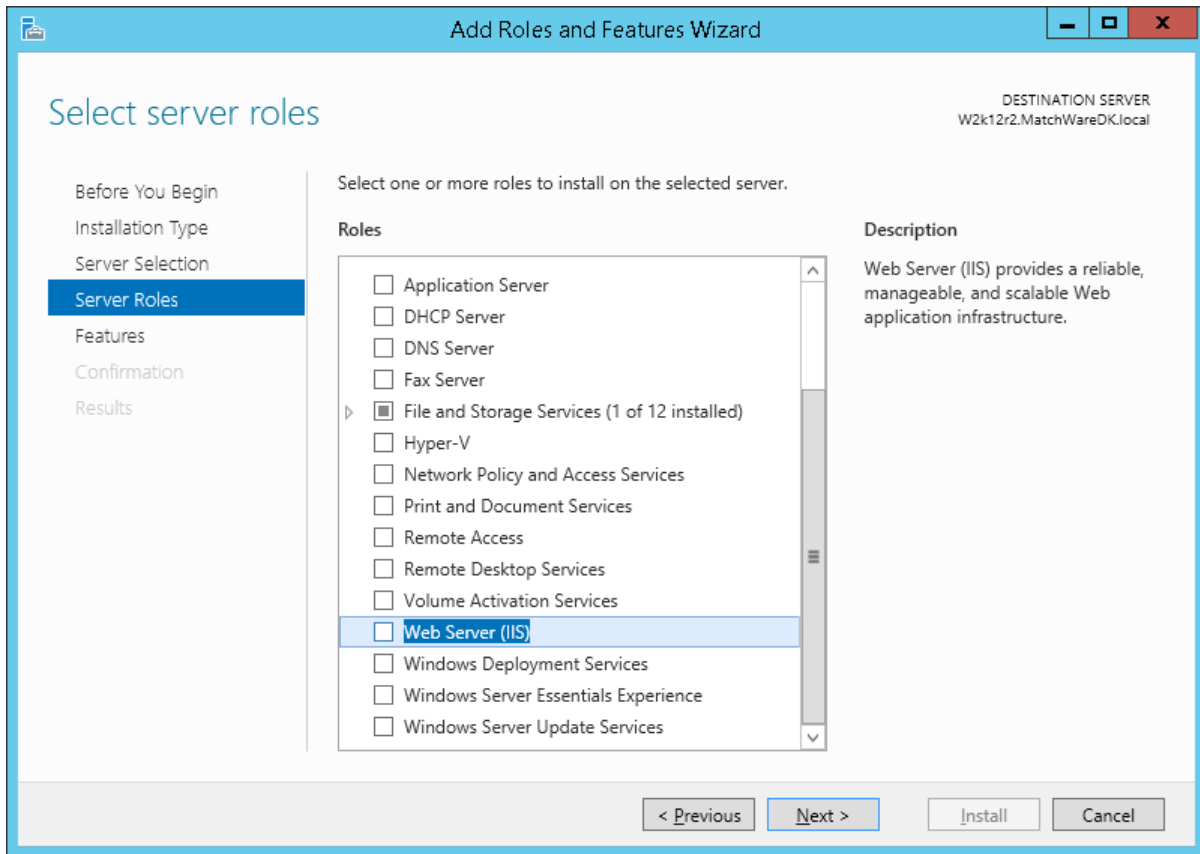 Add Roles and Features Wizard
Select server roles
DESTINATION SERVER
W2k12r2.MatchWareDK.local
Before You Begin
Installation Type
Server Selection
Server Roles
Features
Confirmation
Results
Select one or more roles to install on the selected server.
Roles
Application Server
DHCP Server
DNS Server
Fax Server
File and Storage Services (1 of 12 installed)
Hyper-V
Network Policy and Access Services
Print and Document Services
Remote Access
Remote Desktop Services
Volume Activation Services
Web Server (IIS)
Windows Deployment Services
Windows Server Essentials Experience
Windows Server Update Services
Description
Web Server (IIS) provides a reliable,
manageable, and scalable Web
application infrastructure.
< Previous
Next >
Install
Cancel